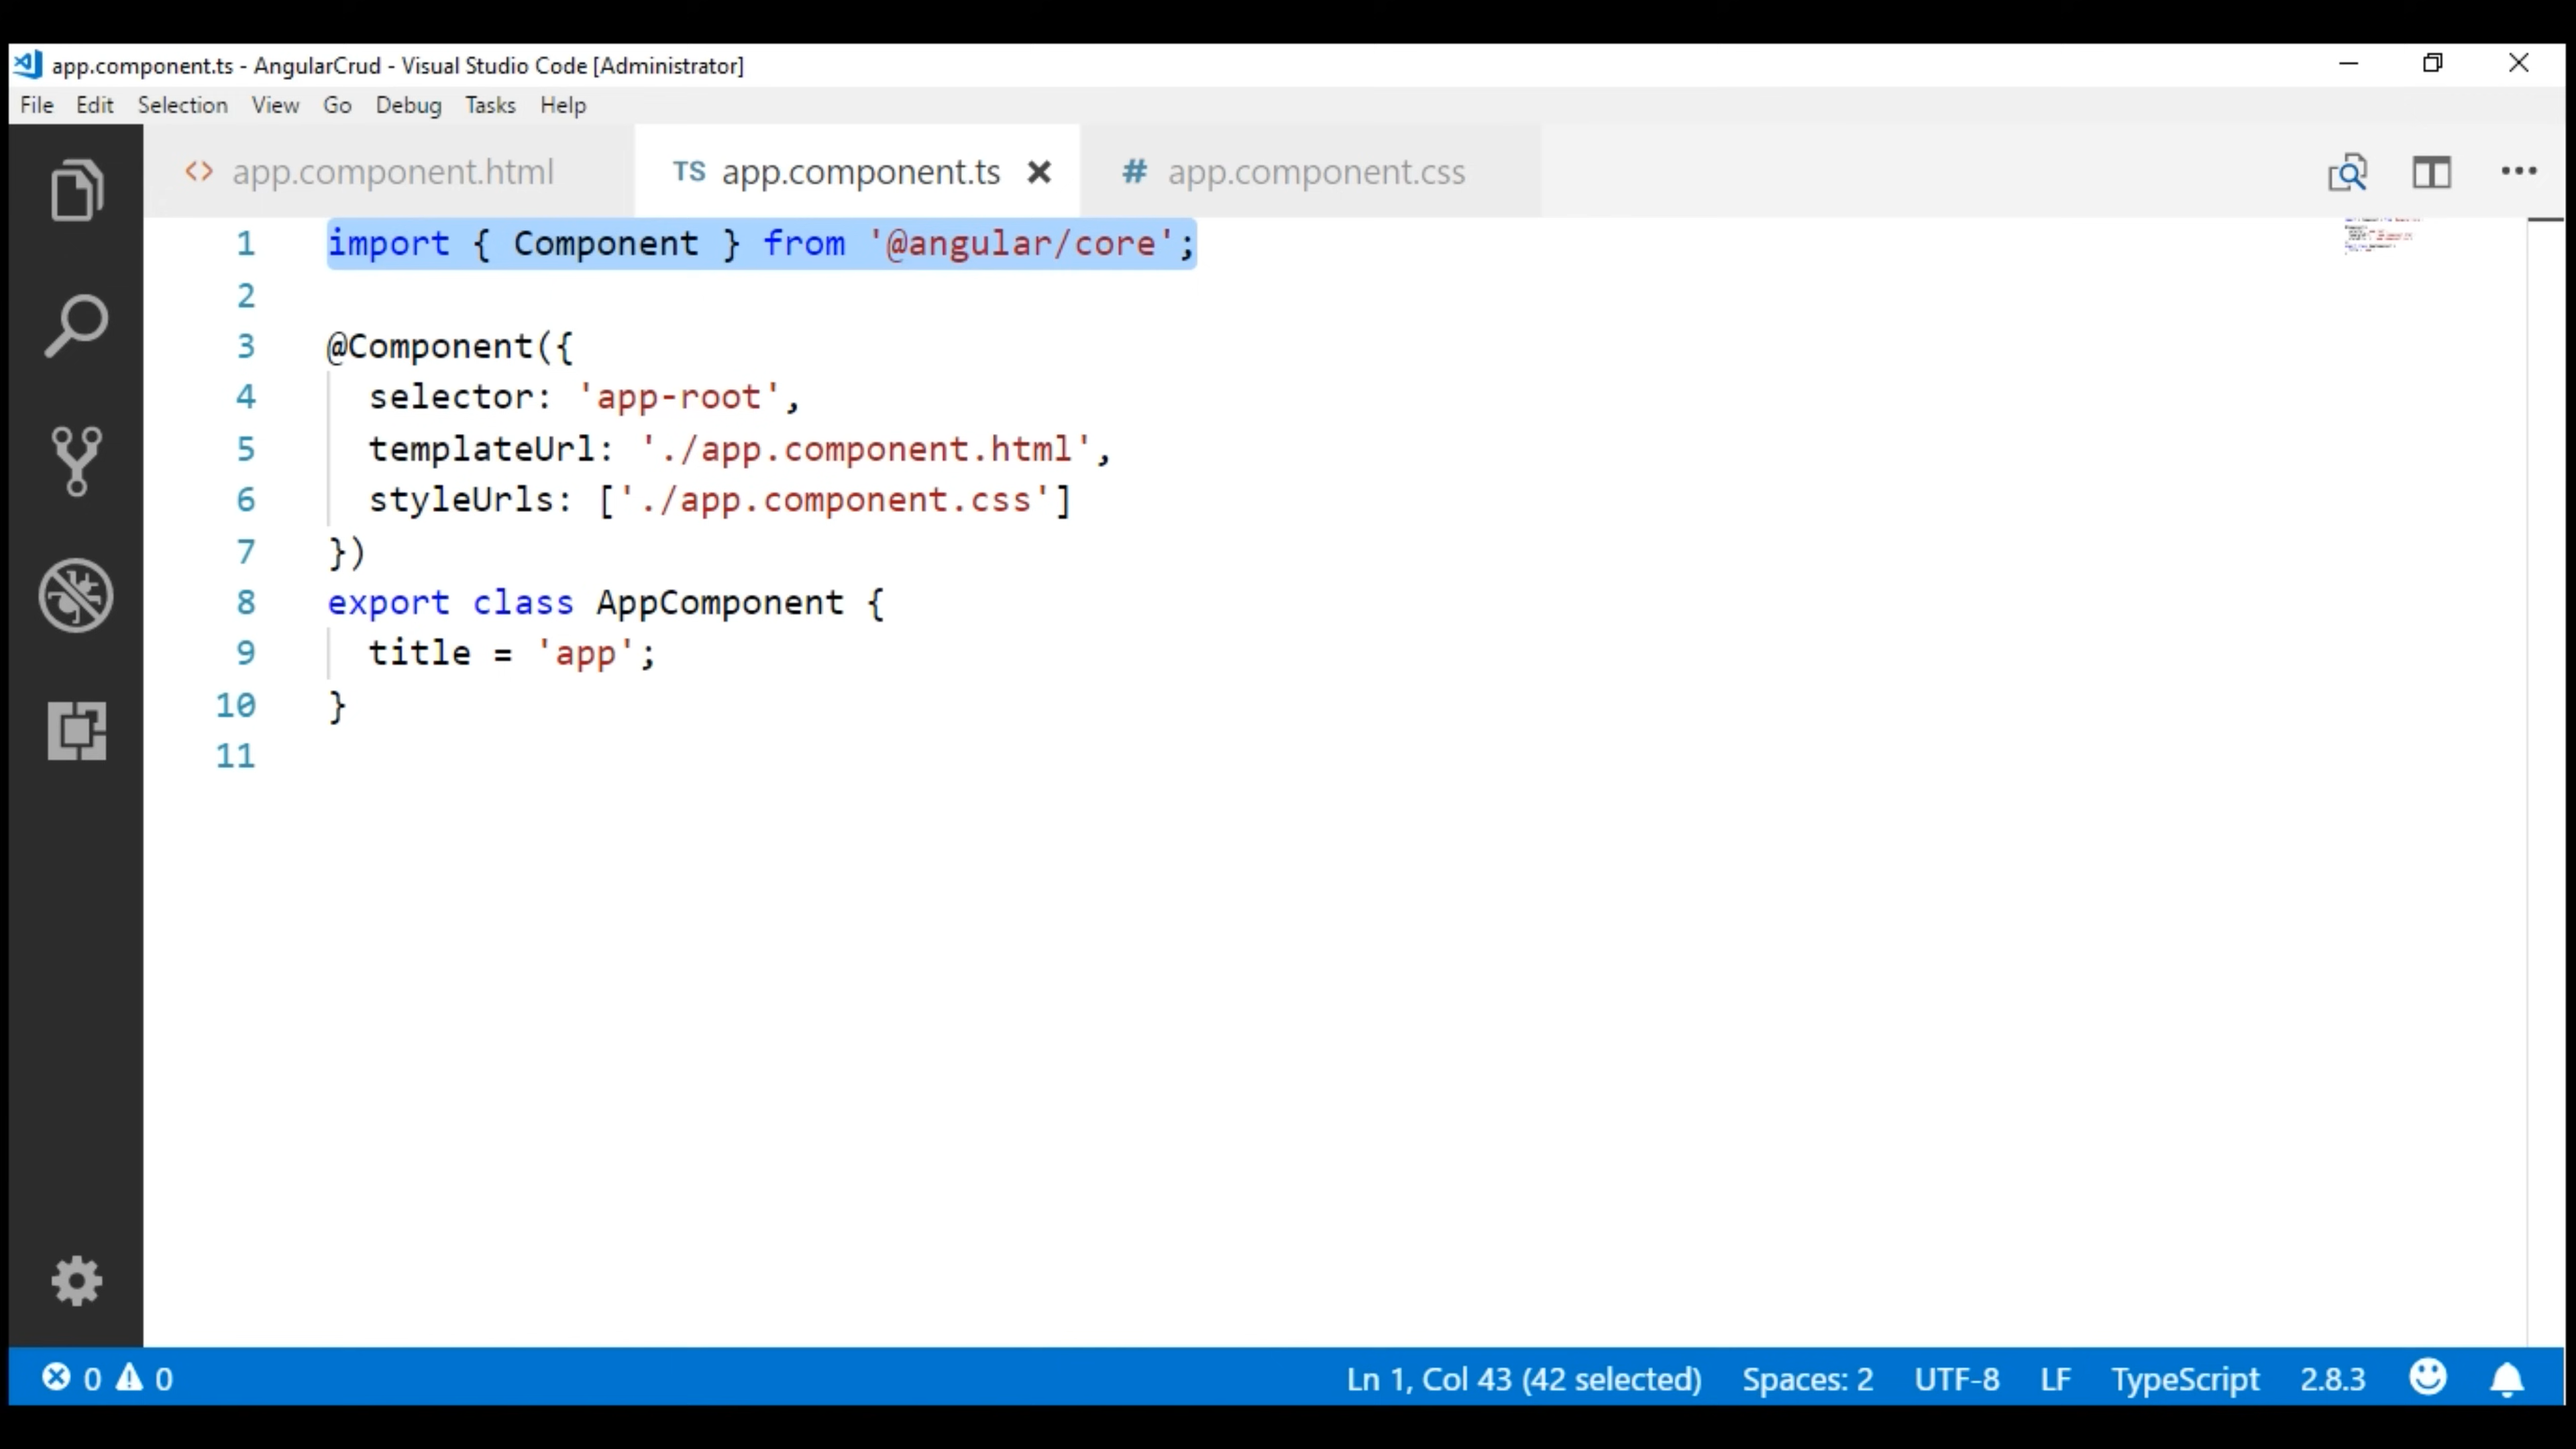 app.component.ts - AngularCrud - Visual Studio Code [Administrator]
File Edit Selection View Go Debug Tasks Help
<> app.component.html TS app.component.ts # app.component.css
1 import { Component } from '@angular/core';
2
3 @Component({
4 selector: 'app-root',
5 templateUrl: './app.component.html',
6 styleUrls: ['./app.component.css']
7 })
8 export class AppComponent {
9 title = 'app';
10 }
11
0 0 Ln 1, Col 43 (42 selected) Spaces: 2 UTF-8 LF TypeScript 2.8.3